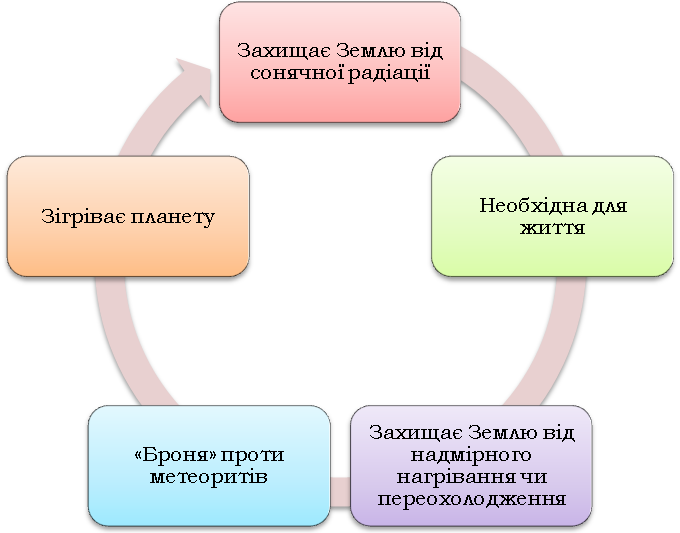 Захищає Землю від
сонячної радіації
Необхідна для
життя
Захищає Землю від
надмірного
нагрівання чи
переохолодження
«Броня» проти
метеоритів
Зігріває планету